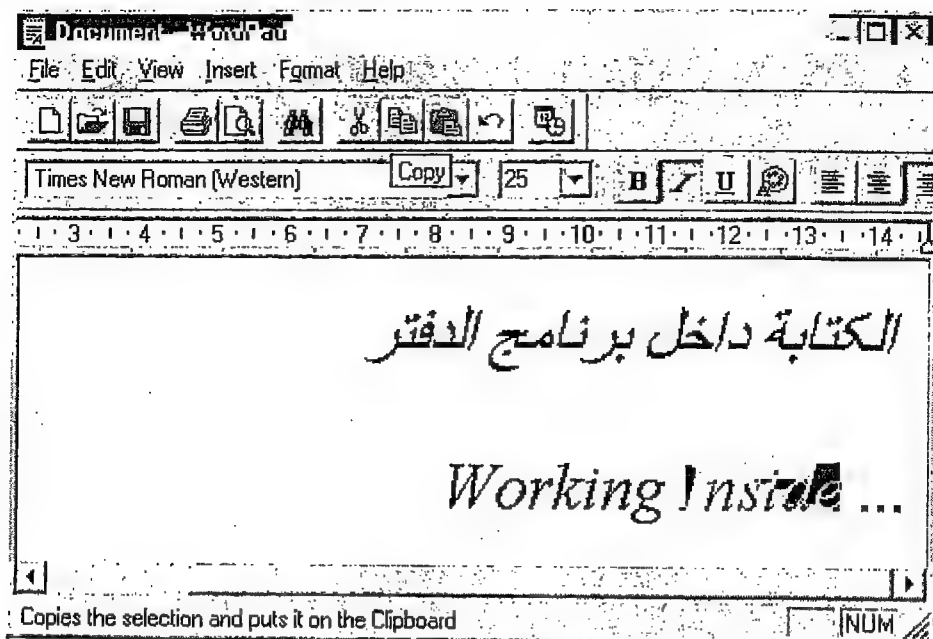 Document - WordPad
File Edit View Insert Format Help
Times New Roman (Western) Copy 25 B I U
3 4 5 6 7 8 9 10 11 12 13 14
الكتابة داخل برنامج الدفتر
Working Inside ...
Copies the selection and puts it on the Clipboard NUM